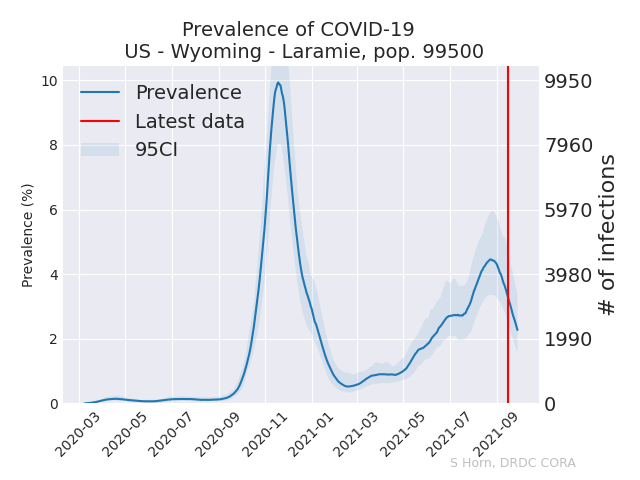 Prevalence of COVID-19
US - Wyoming - Laramie, pop. 99500
Prevalence
Latest data
95CI
Prevalence (%)
10
8
6
4
2
0
9950
7960
5970
3980
1990
0
# of infections
2020-03
2020-05
2020-07
2020-09
2020-11
2021-01
2021-03
2021-05
2021-07
2021-09
S Horn, DRDC CORA